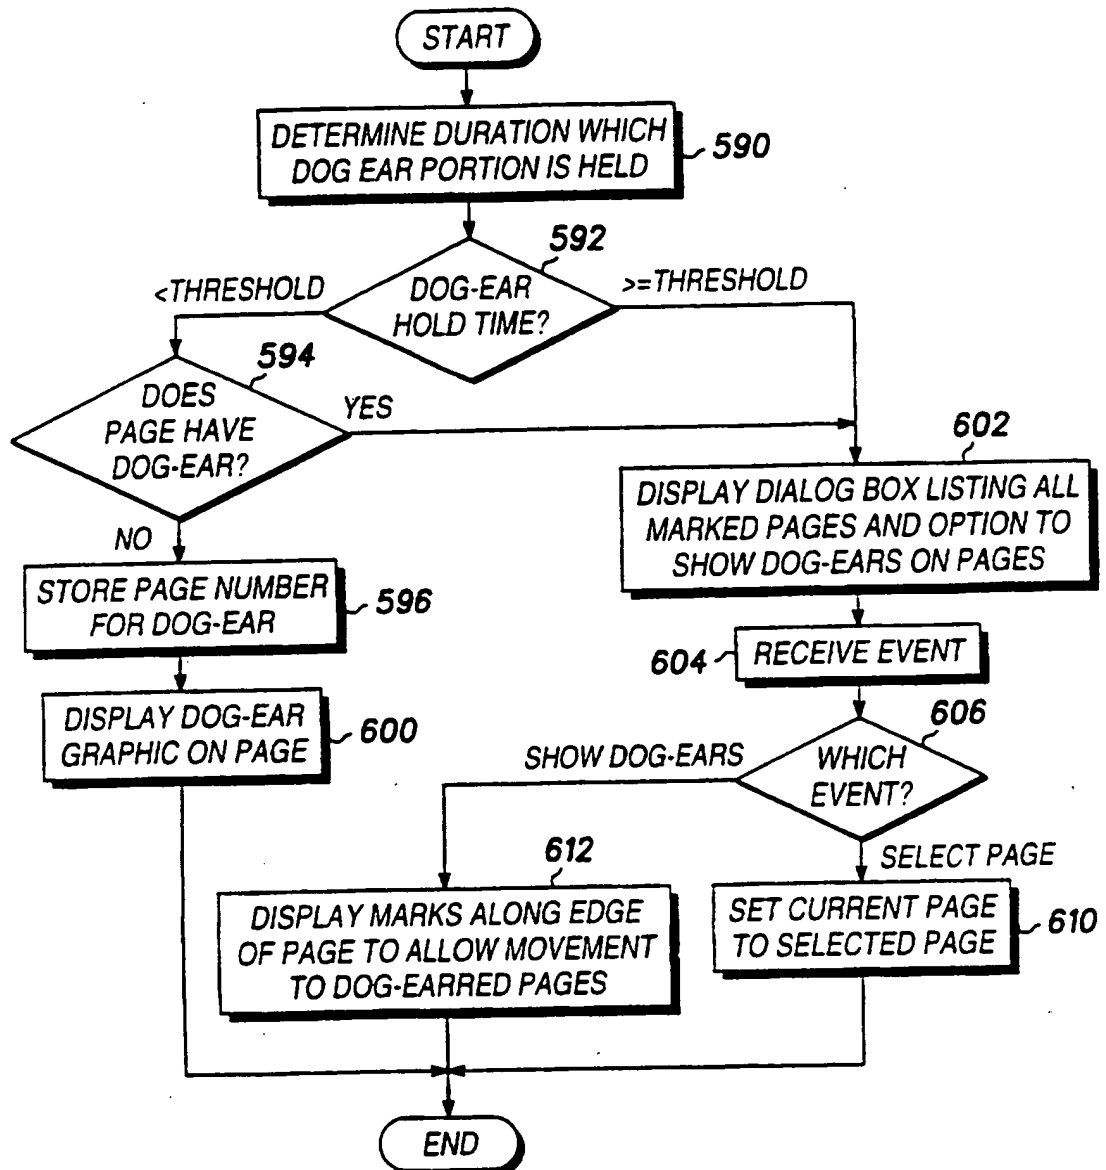 START
DETERMINE DURATION WHICH
DOG EAR PORTION IS HELD
590
592
<THRESHOLD
DOG-EAR
HOLD TIME?
>=THRESHOLD
594
DOES
PAGE HAVE
DOG-EAR?
YES
NO
602
DISPLAY DIALOG BOX LISTING ALL
MARKED PAGES AND OPTION TO
SHOW DOG-EARS ON PAGES
STORE PAGE NUMBER
FOR DOG-EAR
596
604
RECEIVE EVENT
DISPLAY DOG-EAR
GRAPHIC ON PAGE
600
606
SHOW DOG-EARS
WHICH
EVENT?
SELECT PAGE
612
DISPLAY MARKS ALONG EDGE
OF PAGE TO ALLOW MOVEMENT
TO DOG-EARRED PAGES
SET CURRENT PAGE
TO SELECTED PAGE
610
END